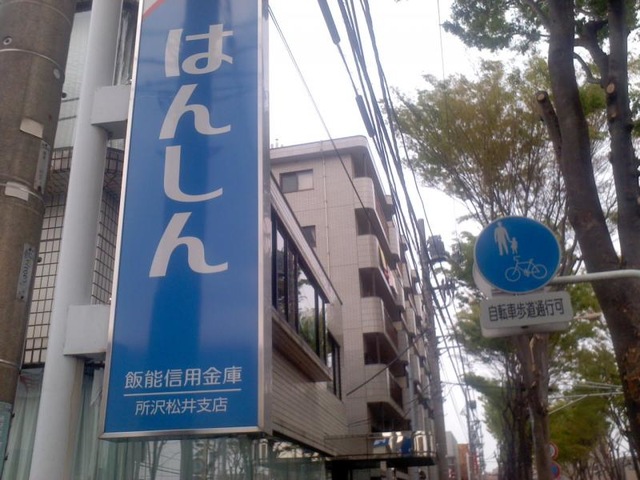 はんしん
飯能信用金庫
所沢松井支店
自転車歩道通行可